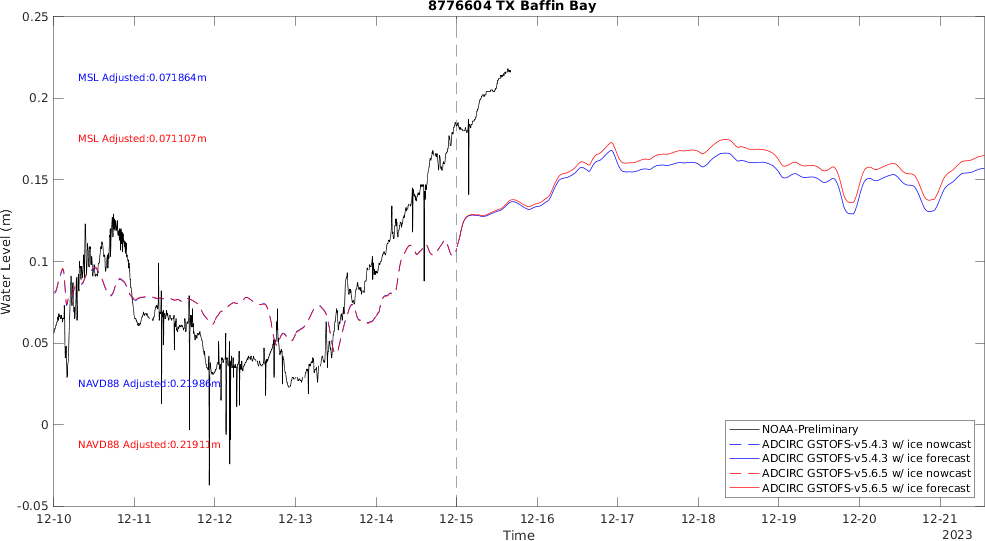 8776604 TX Baffin Bay
0.25
0.2
0.15
0.1
0.05
0
-0.05
Water Level (m)
MSL Adjusted:0.071864m
MSL Adjusted:0.071107m
NAVD88 Adjusted:0.21986m
NAVD88 Adjusted:0.21911m
NOAA-Preliminary
ADCIRC GSTOFS-v5.4.3 w/ ice nowcast
ADCIRC GSTOFS-v5.4.3 w/ ice forecast
ADCIRC GSTOFS-v5.6.5 w/ ice nowcast
ADCIRC GSTOFS-v5.6.5 w/ ice forecast
12-10 12-11 12-12 12-13 12-14 12-15 12-16 12-17 12-18 12-19 12-20 12-21
Time
2023